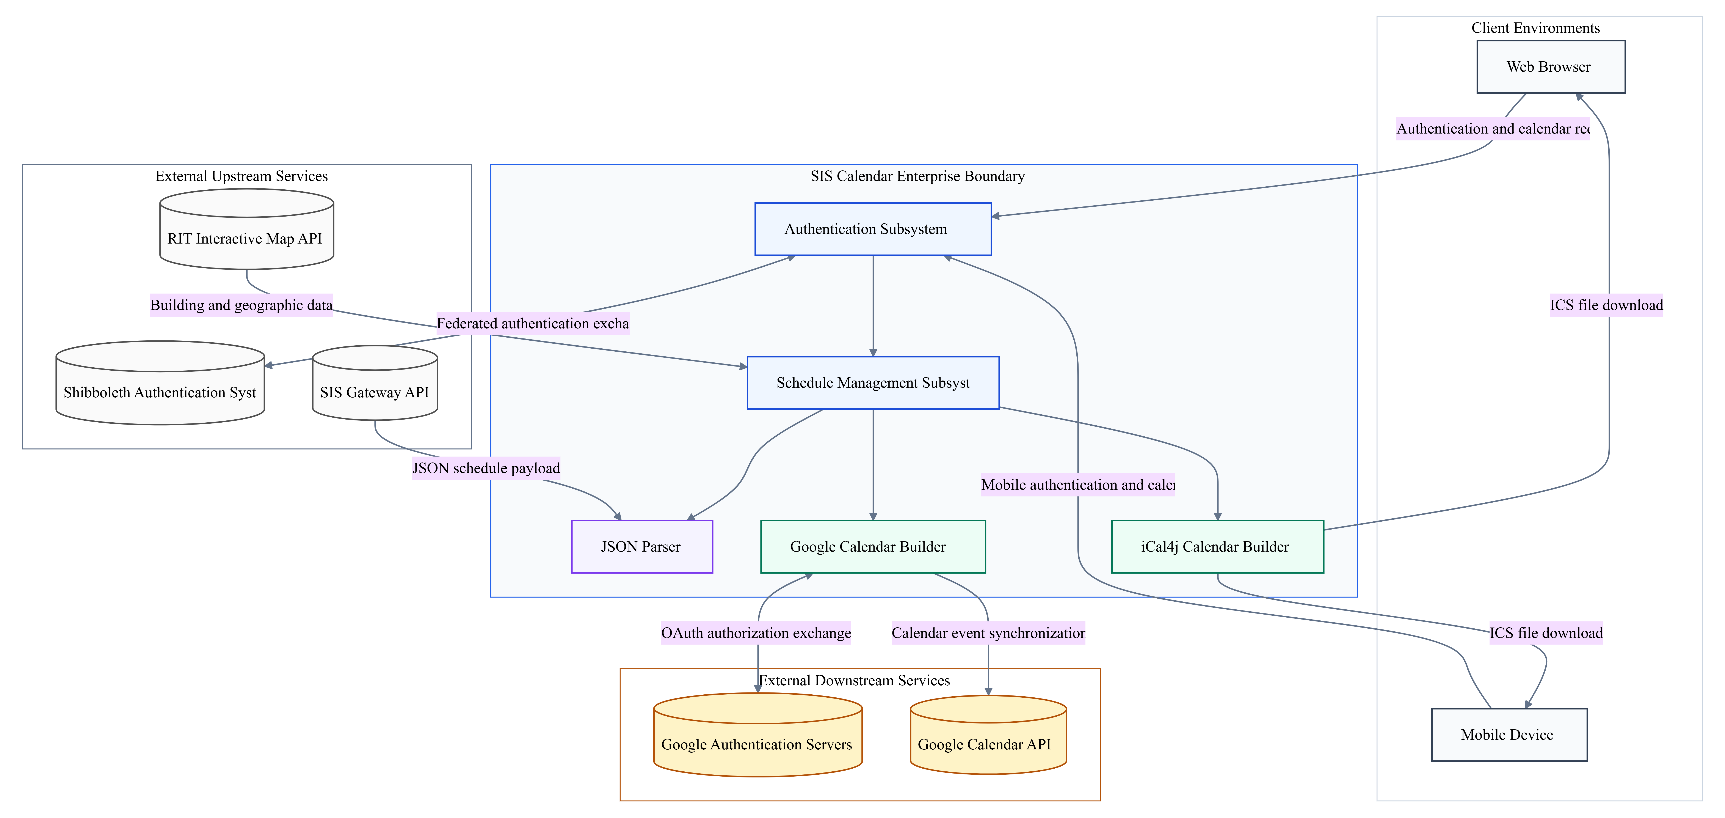 Client Environments
Web Browser
Authentication and calendar rec
External Upstream Services
SIS Calendar Enterprise Boundary
RIT Interactive Map API
Authentication Subsystem
Building and geographic data
ICS file download
Federated authentication excha
Shibboleth Authentication Syst
SIS Gateway API
Schedule Management Subsyst
JSON schedule payload
Mobile authentication and caler
JSON Parser
Google Calendar Builder
iCal4j Calendar Builder
OAuth authorization exchange
Calendar event synchronization
ICS file download
External Downstream Services
Google Authentication Servers
Google Calendar API
Mobile Device